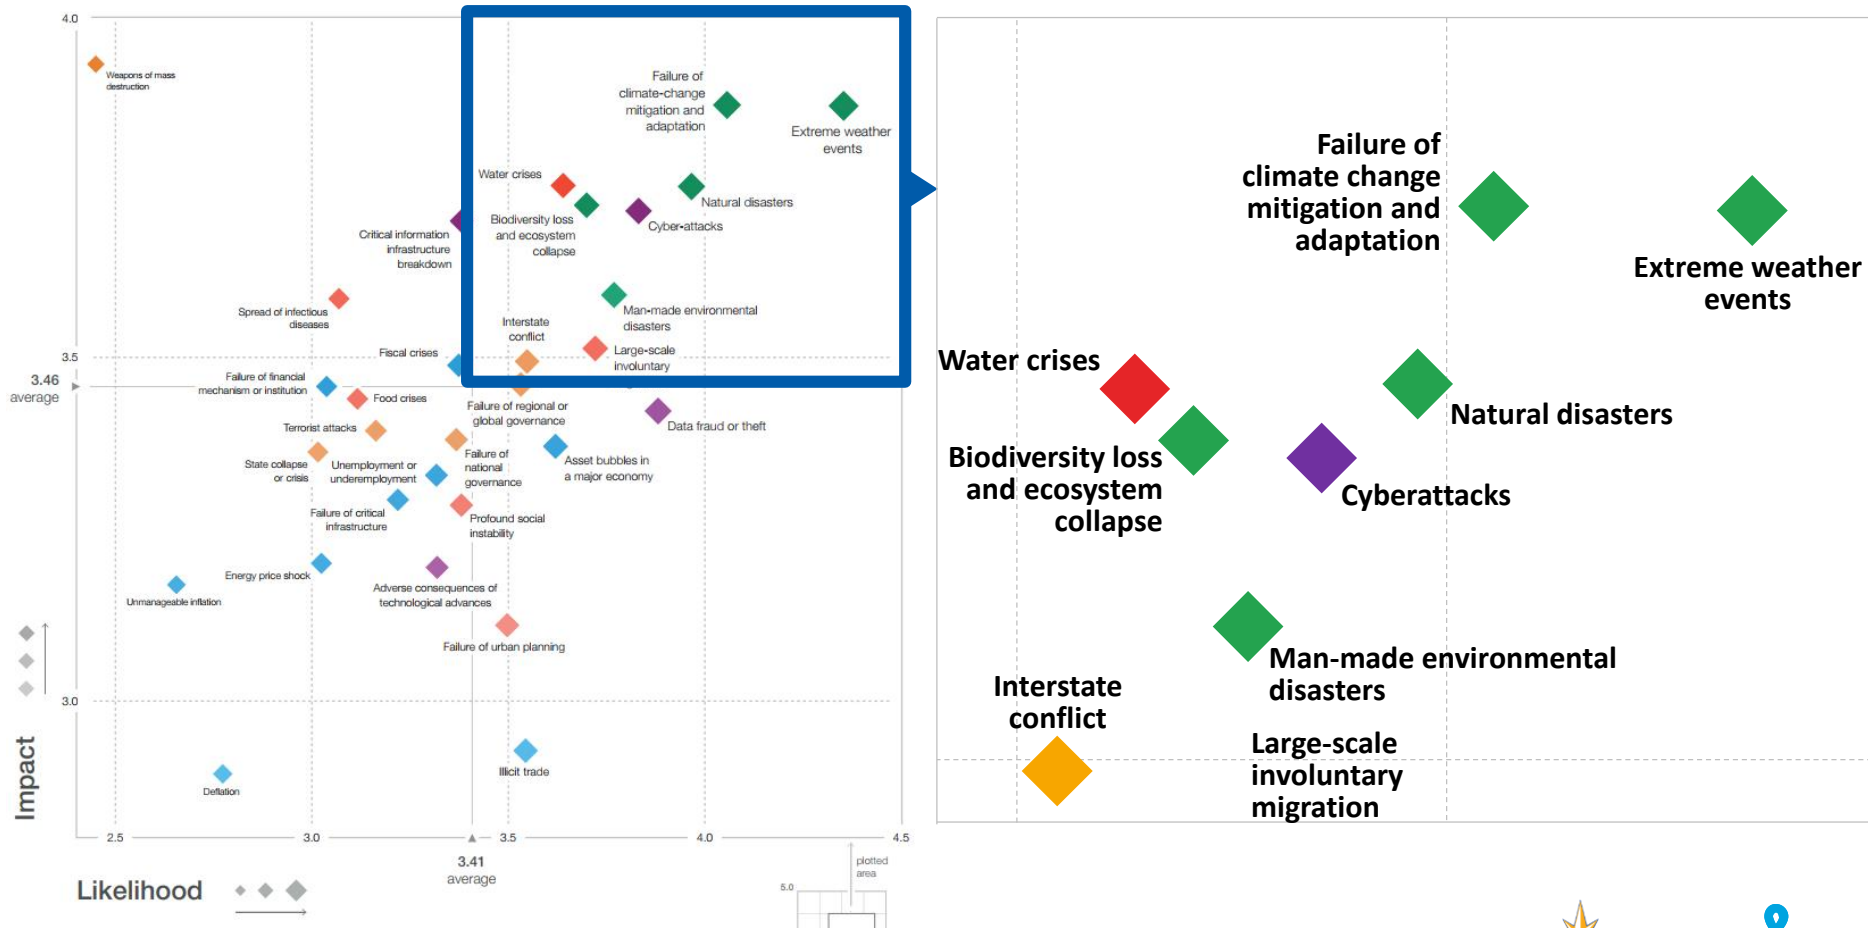 4.0
Weapons of mass
destruction
Failure of
climate-change
mitigation and
adaptation
Extreme weather
events
Water crises
Natural disasters
Biodiversity loss
and ecosystem
collapse
Cyber-attacks
Critical information
infrastructure
breakdown
Spread of infectious
diseases
Man-made environmental
disasters
Interstate
conflict
Large-scale
involuntary
Fiscal crises
3.5
3.46
average
Failure of financial
mechanism or institution
Food crises
Failure of regional or
global governance
Data fraud or theft
Terrorist attacks
State collapse
or crisis
Unemployment or
underemployment
Failure of
national
governance
Asset bubbles in
a major economy
Failure of critical
infrastructure
Profound social
instability
Energy price shock
Adverse consequences of
technological advances
Unmanageable inflation
Failure of urban planning
3.0
Illicit trade
Deflation
Impact
2.5
3.0
3.5
4.0
4.5
3.41
average
Likelihood
plotted
area
5.0
Failure of
climate change
mitigation and
adaptation
Extreme weather
events
Water crises
Natural disasters
Biodiversity loss
and ecosystem
collapse
Cyberattacks
Man-made environmental
disasters
Interstate
conflict
Large-scale
involuntary
migration